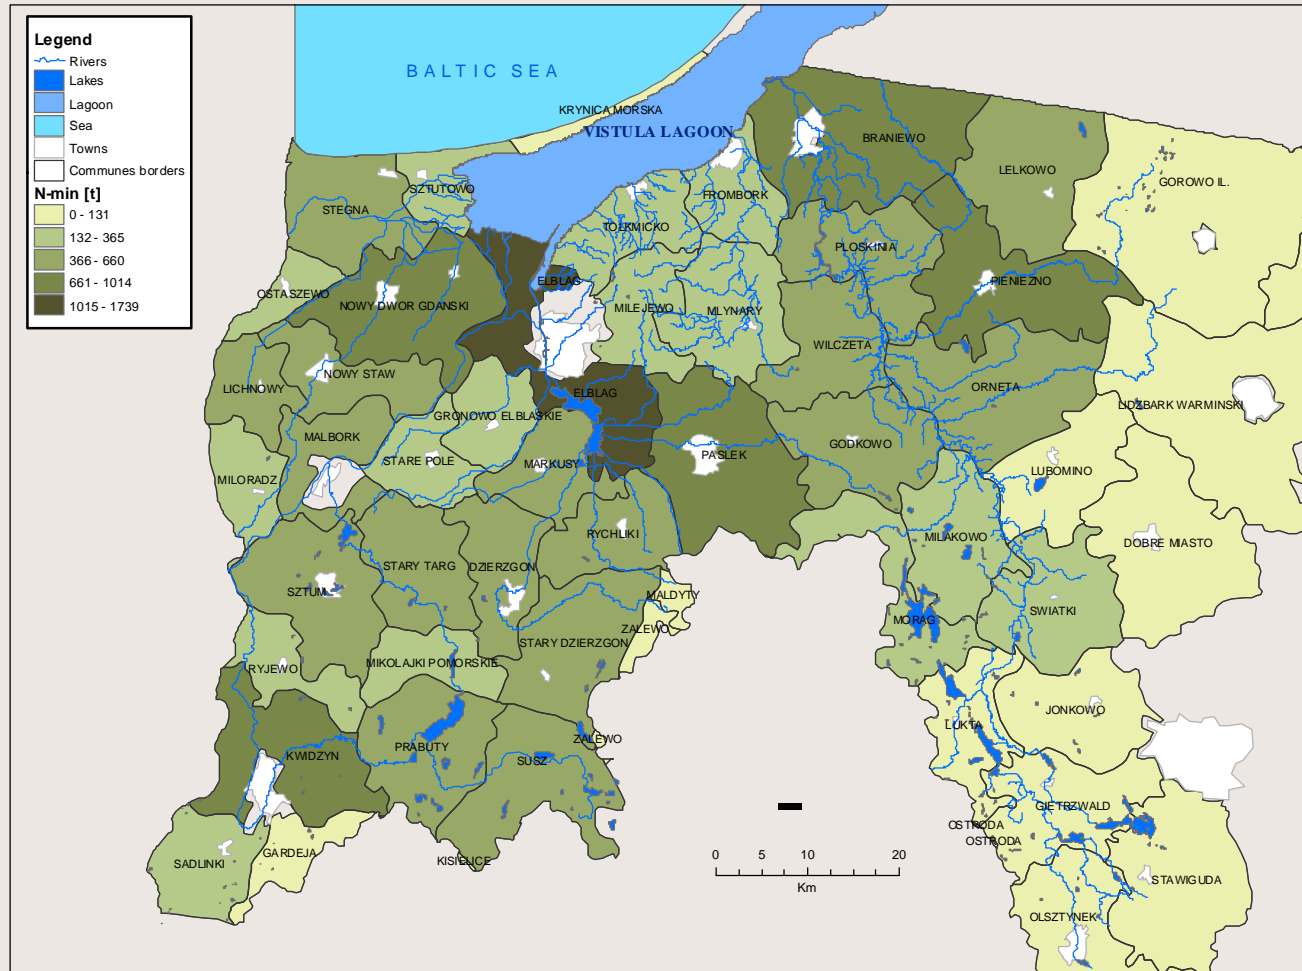 Legend
Rivers
Lakes
Lagoon
Sea
Towns
Communes borders
N-min [t]
0 - 131
132 - 365
366 - 660
661 - 1014
1015 - 1739
BALTIC SEA
KRYNICA MORSKA
VISTULA LAGOON
BRANIEWO
LELKOWO
GOROWO IL.
SZTUTOWO
STEGNA
FROMBORK
TOLKMICKO
PLOSKINIA
PIENIEZNO
OSTASZEWO
NOWY DWOR GDANSKI
ELBLAG
MILEJEWO
MLYNARY
WILCZETA
LICHNOWY
NOWY STAW
ORNETA
ELBLAG
LIDZBARK WARMINSKI
GRONOWO ELBLASKIE
MALBORK
GODKOWO
PASLEK
STARE POLE
MARKUSY
LUBOMINO
MILORADZ
RYCHLIKI
MILAKOWO
DOBRE MIASTO
STARY TARG
DZIERZGON
SZTUM
MALDYTY
SWIATKI
MORAG
ZALEWO
STARY DZIERZGON
RYJEWO
MIKOLAJKI POMORSKIE
JONKOWO
LUKTA
ZALEWO
PRABUTY
KWIDZYN
SUSZ
GIETRZWALD
OSTRODA
OSTRODA
GARDEJA
SADLINKI
KISIELICE
STAWIGUDA
OLSZTYNEK
0 5 10 20
Km